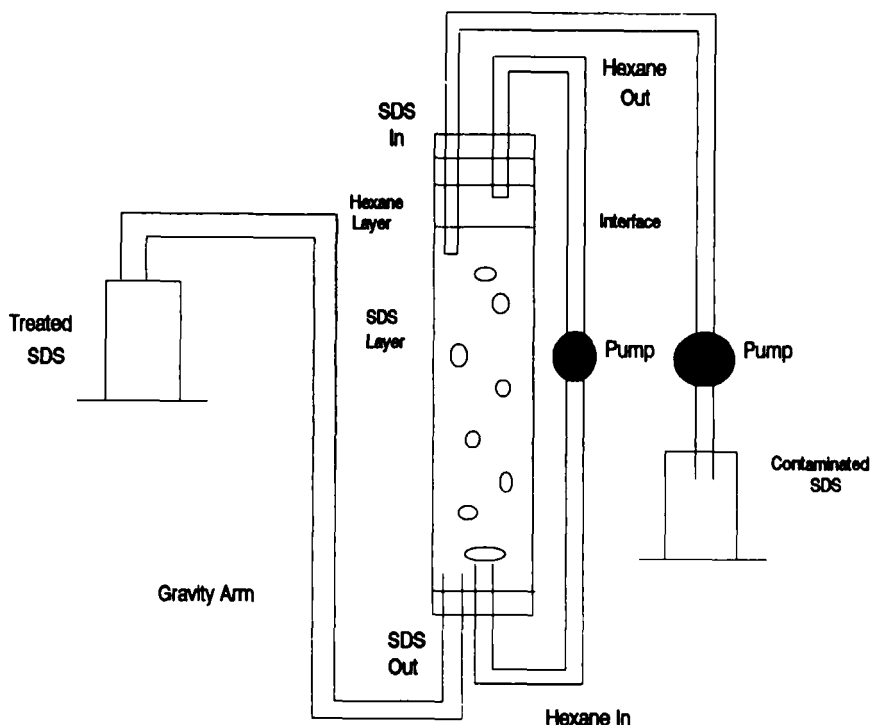 Hexane
Out
SDS
In
Hexane
Layer
Interface
Treated
SDS
SDS
Layer
Pump
Pump
Contaminated
SDS
Gravity Arm
SDS
Out
Hexane In